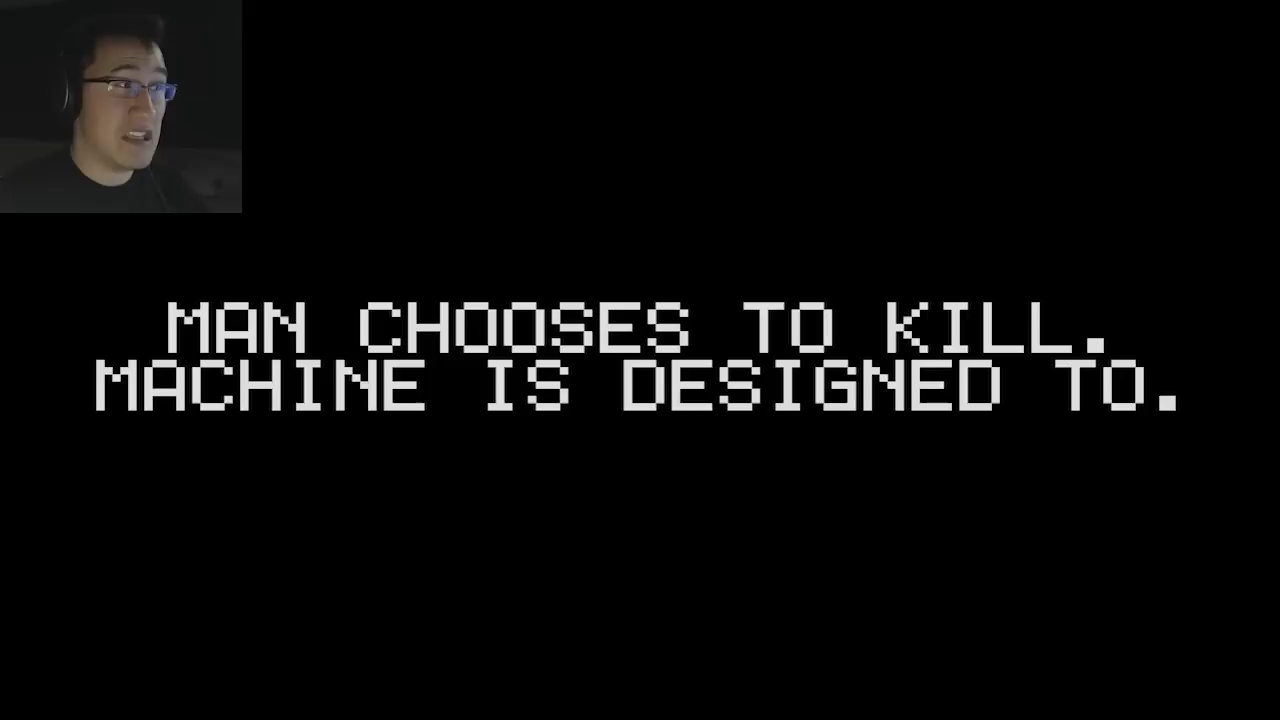 MAN CHOOSES TO KILL.
MACHINE IS DESIGNED TO.